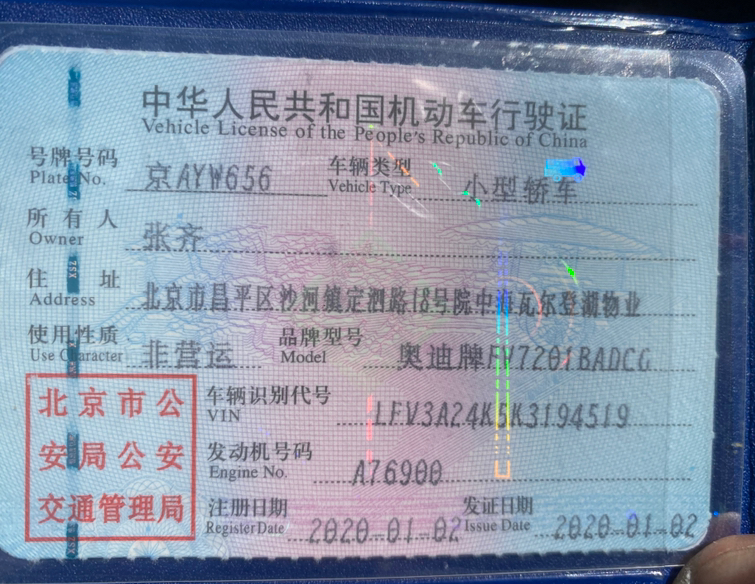 中华人民共和国机动车行驶证
Vehicle License of the People's Republic of China
号牌号码 京AYW656 车辆类型 小型轿车
Plate No. Vehicle Type
所有人 张齐
Owner
住址 北京市昌平区沙河镇定泗路18号院中海瓦尔登湖物业
Address
使用性质 非营运 品牌型号 奥迪牌FV7201BADCG
Use Character Model
北京市公安局公安交通管理局
车辆识别代号 LFV3A24K5K3194519
VIN
发动机号码 A76900
Engine No.
注册日期 2020-01-02 发证日期 2020-01-02
Register Date Issue Date